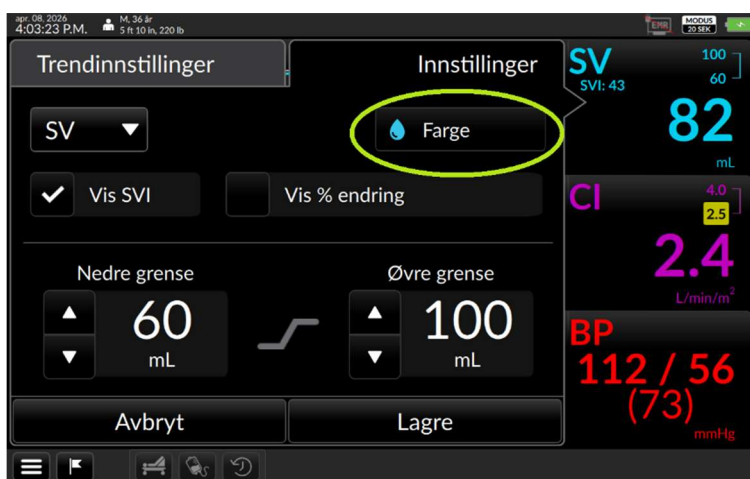 apr. 08, 2026
4:03:23 P.M.
M, 36 år
5 ft 10 in, 220 lb
EMR
MODUS
20 SEK
Trendinnstillinger
Innstillinger
SV
Farge
Vis SVI
Vis % endring
Nedre grense
Øvre grense
60
mL
100
mL
Avbryt
Lagre
SV
SVI: 43
100
60
82
mL
CI
4.0
2.5
2.4
L/min/m²
BP
112 / 56
(73)
mmHg